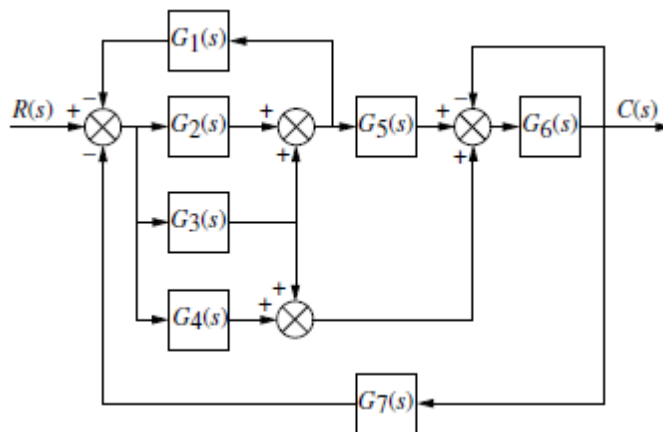 G1(s)
R(s) + − − G2(s) + + G5(s) + − + G6(s) C(s)
G3(s)
G4(s) + +
G7(s)